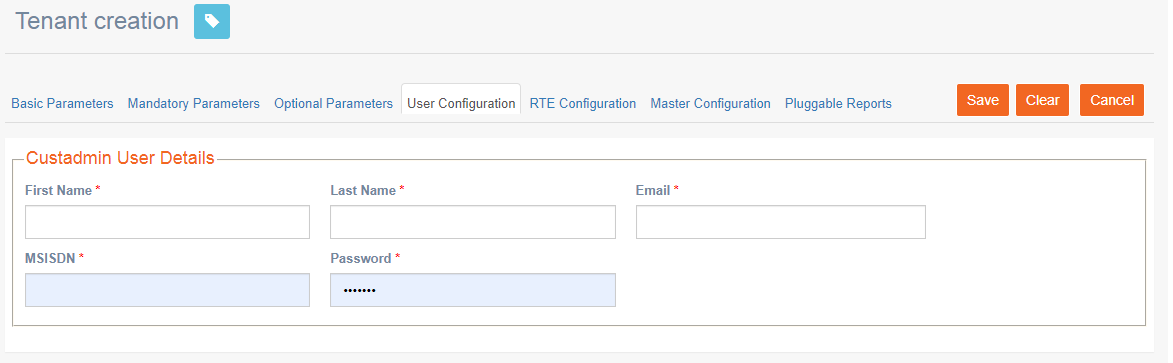 Tenant creation
Basic Parameters Mandatory Parameters Optional Parameters User Configuration RTE Configuration Master Configuration Pluggable Reports Save Clear Cancel
Custadmin User Details
First Name * Last Name * Email *
MSISDN * Password *
•••••••